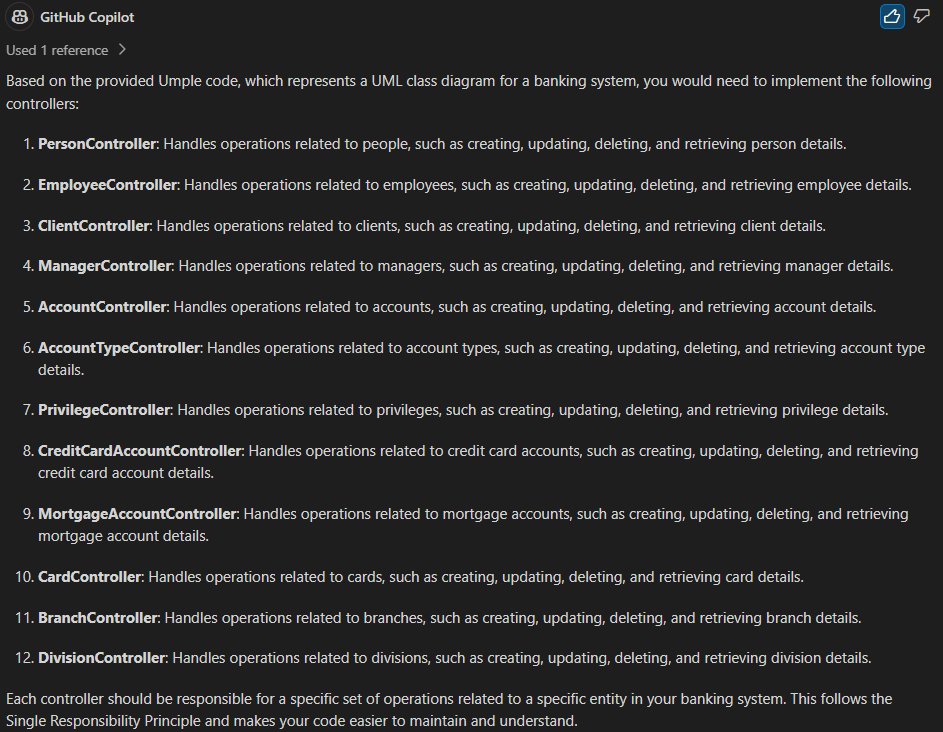 GitHub Copilot
Used 1 reference
Based on the provided Umple code, which represents a UML class diagram for a banking system, you would need to implement the following
controllers:
1. PersonController: Handles operations related to people, such as creating, updating, deleting, and retrieving person details.
2. EmployeeController: Handles operations related to employees, such as creating, updating, deleting, and retrieving employee details.
3. ClientController: Handles operations related to clients, such as creating, updating, deleting, and retrieving client details.
4. ManagerController: Handles operations related to managers, such as creating, updating, deleting, and retrieving manager details.
5. AccountController: Handles operations related to accounts, such as creating, updating, deleting, and retrieving account details.
6. AccountTypeController: Handles operations related to account types, such as creating, updating, deleting, and retrieving account type
details.
7. PrivilegeController: Handles operations related to privileges, such as creating, updating, deleting, and retrieving privilege details.
8. CreditCardAccountController: Handles operations related to credit card accounts, such as creating, updating, deleting, and retrieving
credit card account details.
9. MortgageAccountController: Handles operations related to mortgage accounts, such as creating, updating, deleting, and retrieving
mortgage account details.
10. CardController: Handles operations related to cards, such as creating, updating, deleting, and retrieving card details.
11. BranchController: Handles operations related to branches, such as creating, updating, deleting, and retrieving branch details.
12. DivisionController: Handles operations related to divisions, such as creating, updating, deleting, and retrieving division details.
Each controller should be responsible for a specific set of operations related to a specific entity in your banking system. This follows the
Single Responsibility Principle and makes your code easier to maintain and understand.